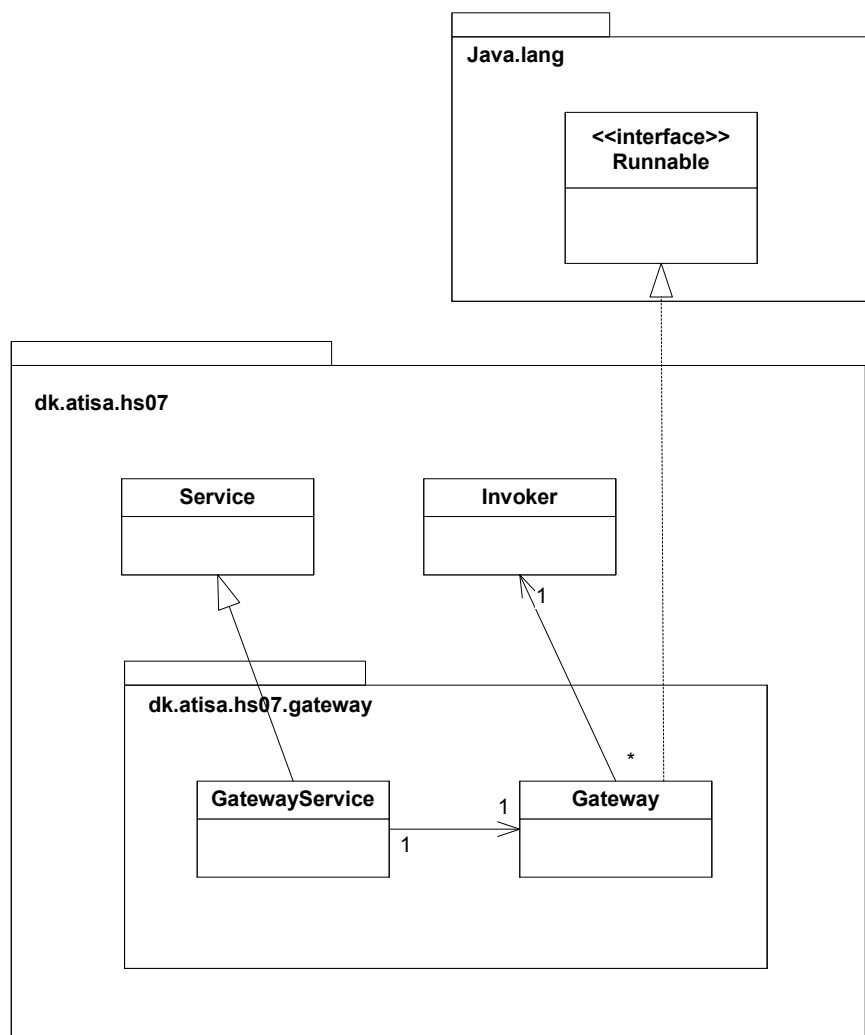 Java.lang
<<interface>>
Runnable
dk.atisa.hs07
Service
Invoker
1
dk.atisa.hs07.gateway
*
GatewayService
Gateway
1
1